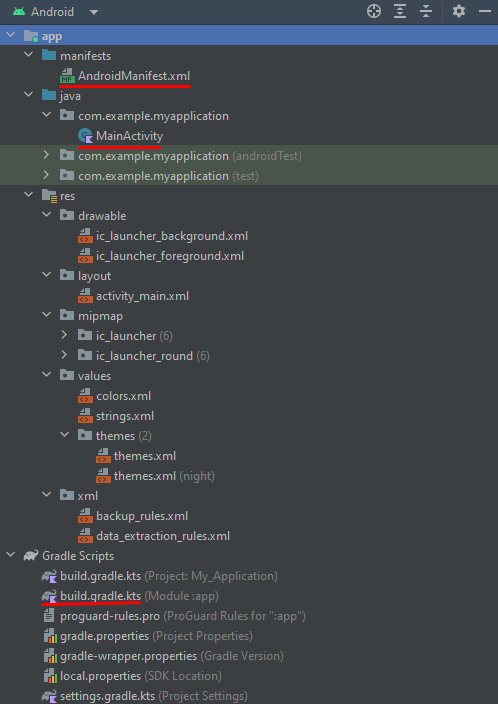 Android
app
manifests
AndroidManifest.xml
java
com.example.myapplication
MainActivity
com.example.myapplication (androidTest)
com.example.myapplication (test)
res
drawable
ic_launcher_background.xml
ic_launcher_foreground.xml
layout
activity_main.xml
mipmap
ic_launcher (6)
ic_launcher_round (6)
values
colors.xml
strings.xml
themes (2)
themes.xml
themes.xml (night)
xml
backup_rules.xml
data_extraction_rules.xml
Gradle Scripts
build.gradle.kts (Project: My_Application)
build.gradle.kts (Module :app)
proguard-rules.pro (ProGuard Rules for ":app")
gradle.properties (Project Properties)
gradle-wrapper.properties (Gradle Version)
local.properties (SDK Location)
settings.gradle.kts (Project Settings)